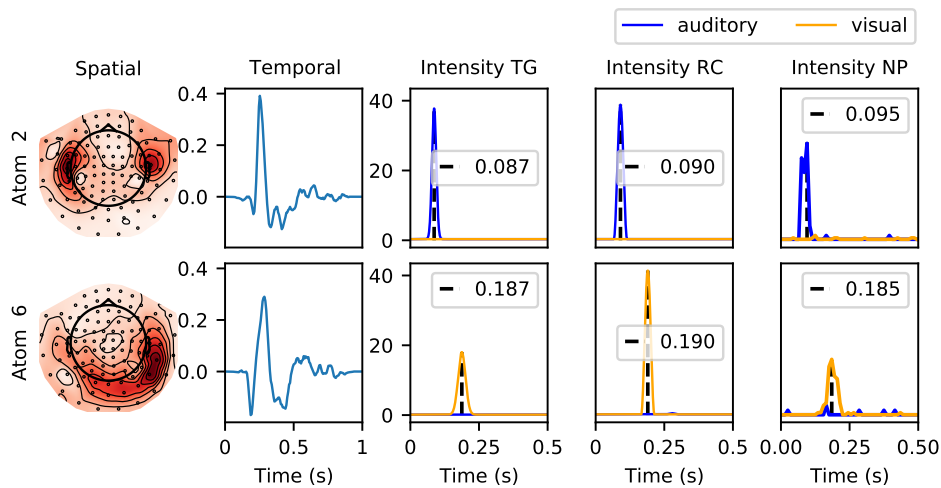 auditory visual
Spatial Temporal Intensity TG Intensity RC Intensity NP
Atom 2
0.4
0.2
0.0
40
20
0
0.087
0.090
0.095
Atom 6
0.4
0.2
0.0
40
20
0
0.187
0.190
0.185
0 0.5 1
0 0.25 0.5
0 0.25 0.5
0.00 0.25 0.50
Time (s) Time (s) Time (s) Time (s)